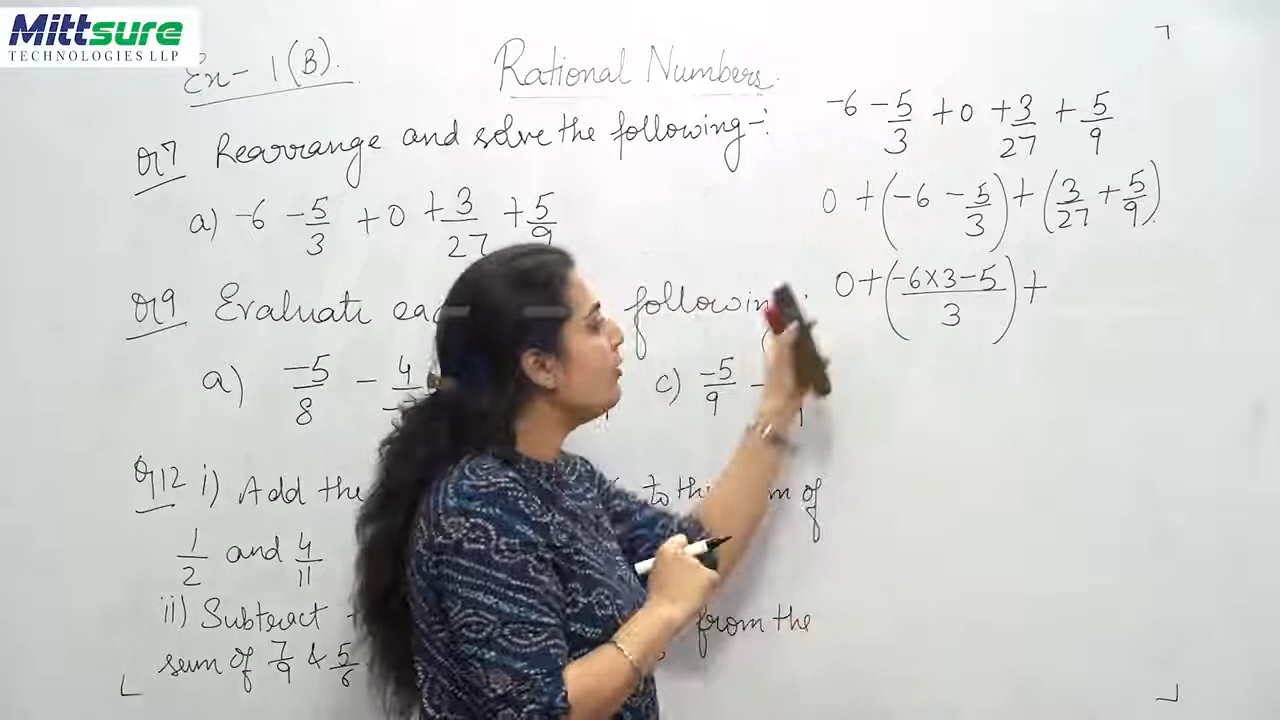 Mittsure
TECHNOLOGIES LLP
Ex- 1(B).
Rational Numbers.
Q7 Rearrange and solve the following-:
a) -6 -5/3 +0 +3/27 +5/9
Q9 Evaluate following.
a) -5/8 - 4/
c) -5/9 -
Q12 i) Add the to of
1/2 and 4/11
ii) Subtract from the
sum of 7/9 & 5/6
-6 -5/3 +0 +3/27 +5/9
0 +(-6 -5/3)+(3/27 +5/9).
0+(-6×3-5/3)+